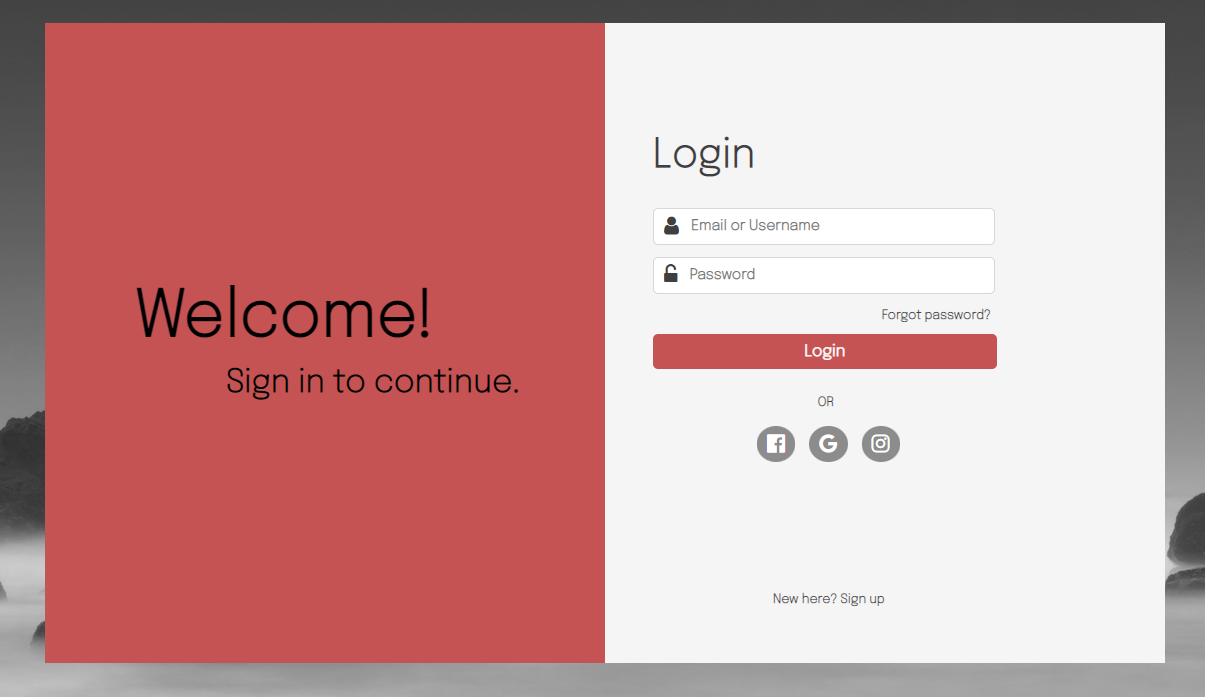 Welcome!
Sign in to continue.
Login
Email or Username
Password
Forgot password?
Login
OR
New here? Sign up